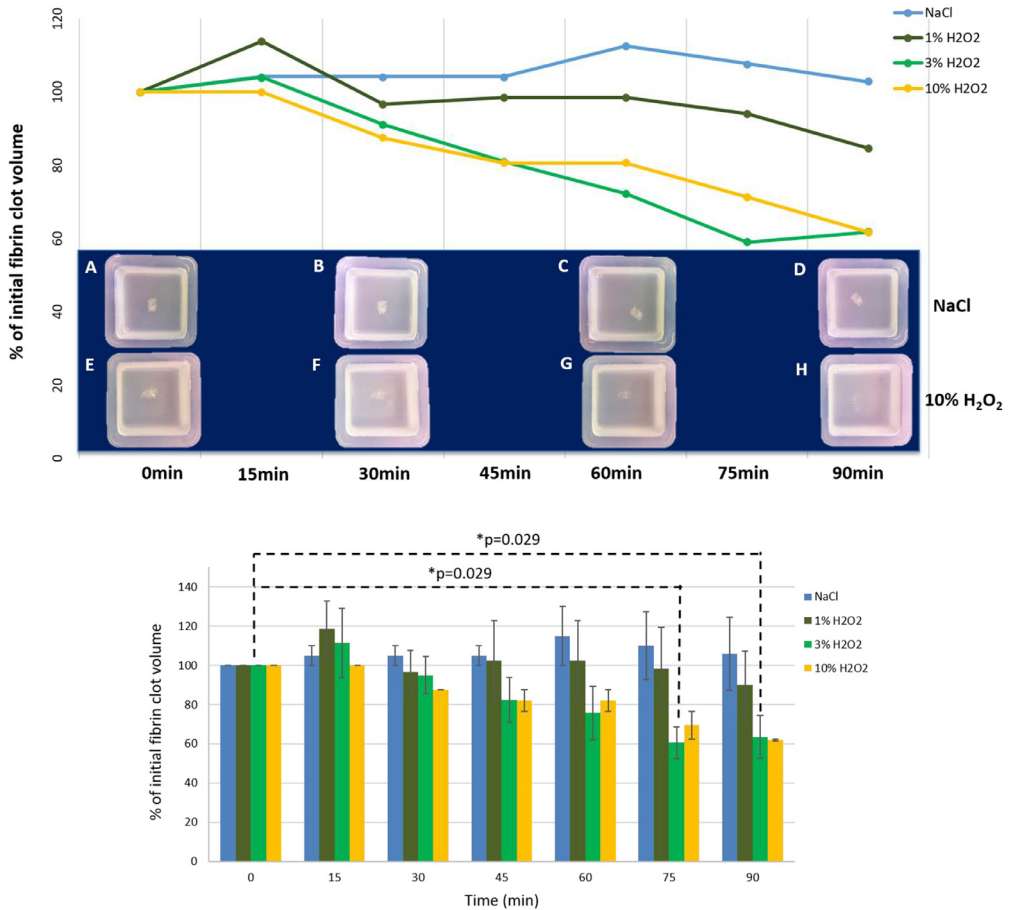 120
100
80
60
40
20
0
% of initial fibrin clot volume
NaCl
1% H2O2
3% H2O2
10% H2O2
A
B
C
D
NaCl
E
F
G
H
10% H₂O₂
0min 15min 30min 45min 60min 75min 90min
*p=0.029
*p=0.029
140
120
100
80
60
40
20
0
% of initial fibrin clot volume
NaCl
1% H2O2
3% H2O2
10% H2O2
0 15 30 45 60 75 90
Time (min)